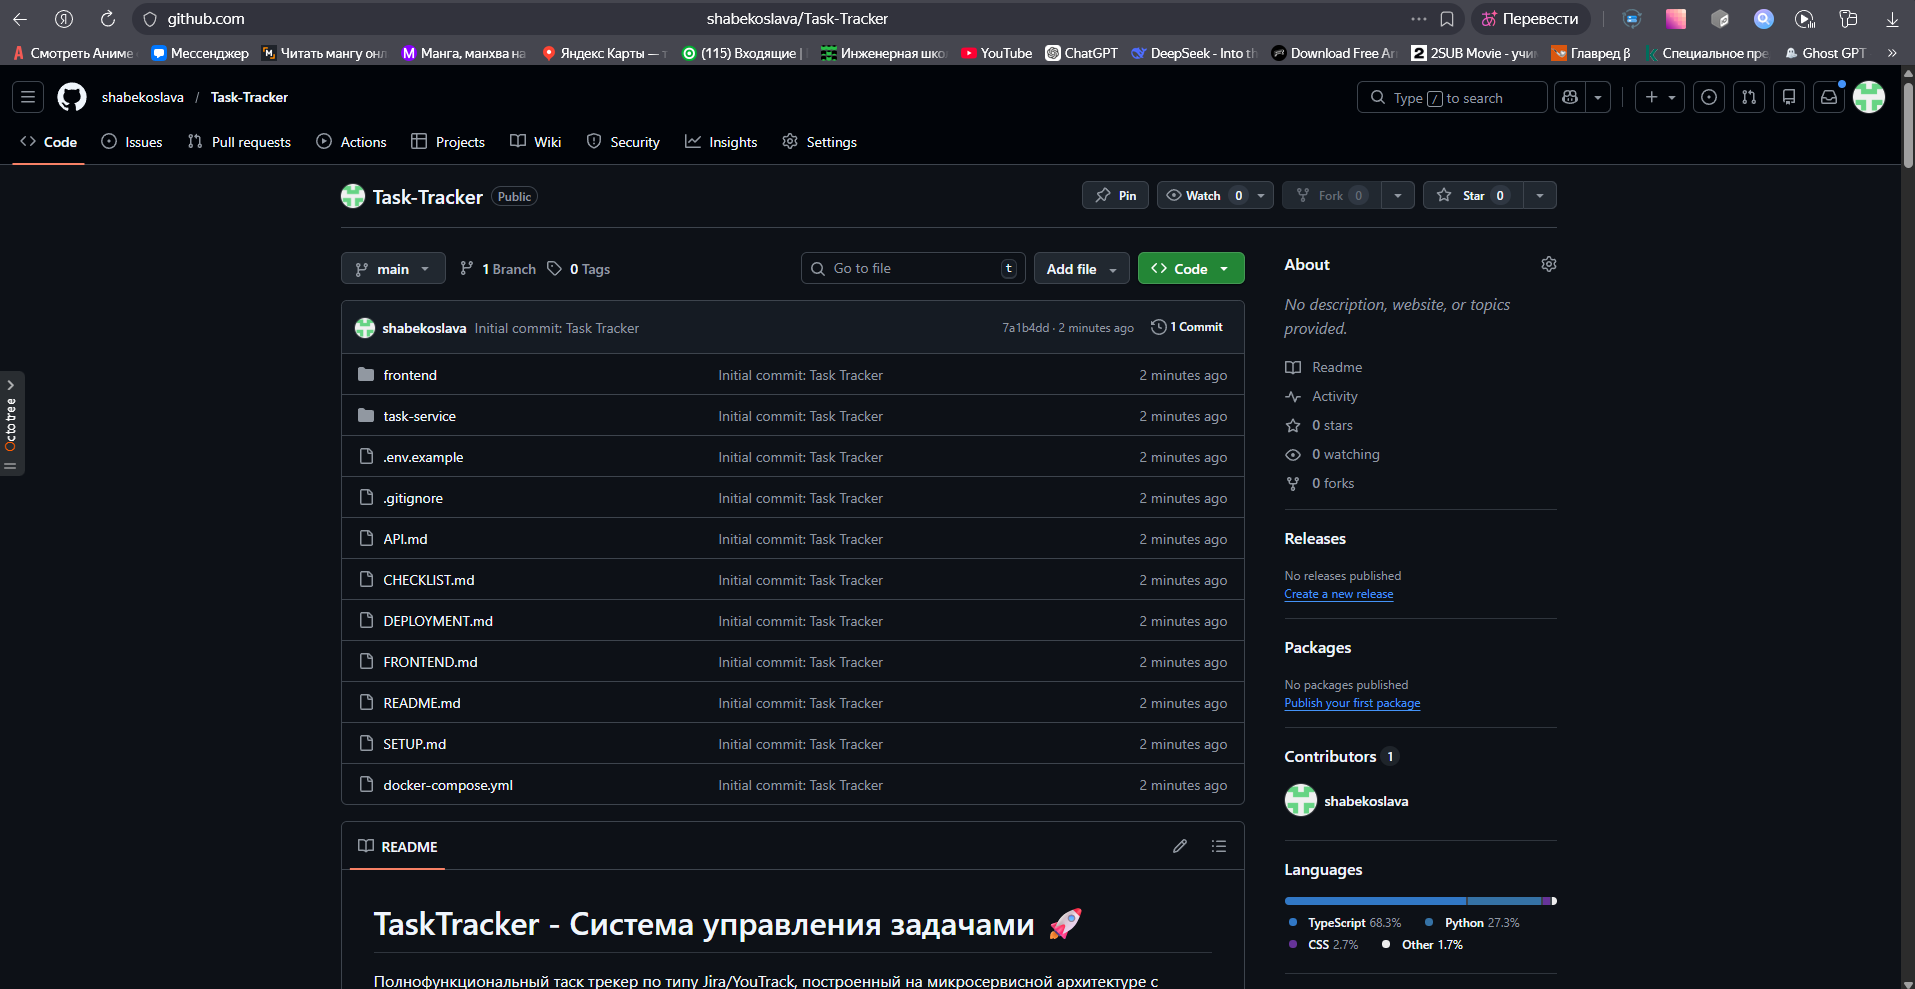 github.com
shabekoslava/Task-Tracker
Перевести
Смотреть Аниме
Мессенджер
Читать мангу онл
Манга, манхва на
Яндекс Карты —
(115) Входящие |
Инженерная шко
YouTube
ChatGPT
DeepSeek - Into th
Download Free Ar
2SUB Movie - учи
Главред β
Специальное пре
Ghost GPT
shabekoslava / Task-Tracker
Type / to search
Code
Issues
Pull requests
Actions
Projects
Wiki
Security
Insights
Settings
Task-Tracker Public
Pin
Watch 0
Fork 0
Star 0
main
1 Branch
0 Tags
Go to file t
Add file
Code
shabekoslava Initial commit: Task Tracker 7a1b4dd · 2 minutes ago 1 Commit
frontend Initial commit: Task Tracker 2 minutes ago
task-service Initial commit: Task Tracker 2 minutes ago
.env.example Initial commit: Task Tracker 2 minutes ago
.gitignore Initial commit: Task Tracker 2 minutes ago
API.md Initial commit: Task Tracker 2 minutes ago
CHECKLIST.md Initial commit: Task Tracker 2 minutes ago
DEPLOYMENT.md Initial commit: Task Tracker 2 minutes ago
FRONTEND.md Initial commit: Task Tracker 2 minutes ago
README.md Initial commit: Task Tracker 2 minutes ago
SETUP.md Initial commit: Task Tracker 2 minutes ago
docker-compose.yml Initial commit: Task Tracker 2 minutes ago
Octotree
README
TaskTracker - Система управления задачами 🚀
Полнофункциональный таск трекер по типу Jira/YouTrack, построенный на микросервисной архитектуре с
About
No description, website, or topics
provided.
Readme
Activity
0 stars
0 watching
0 forks
Releases
No releases published
Create a new release
Packages
No packages published
Publish your first package
Contributors 1
shabekoslava
Languages
TypeScript 68.3% Python 27.3%
CSS 2.7% Other 1.7%